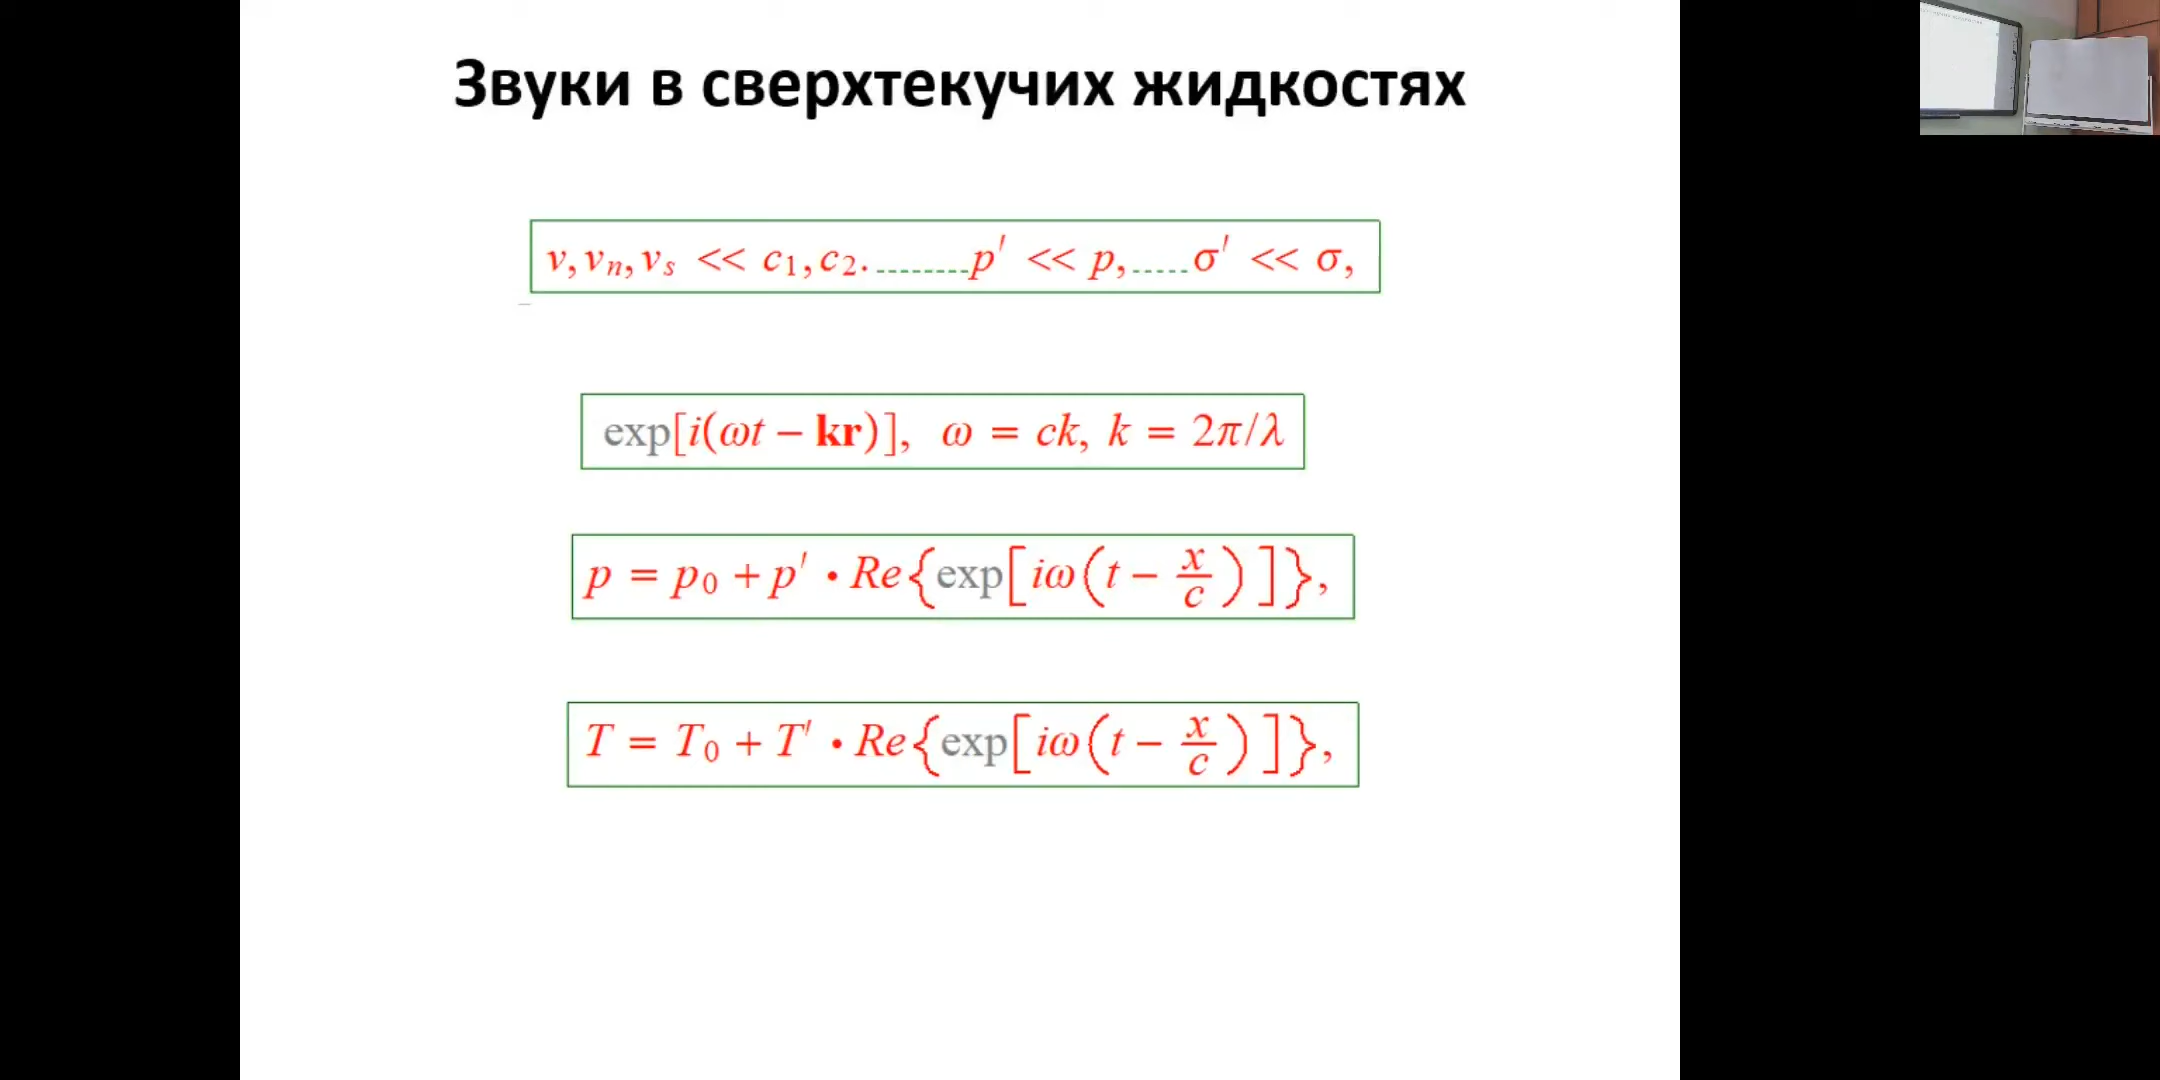 Звуки в сверхтекучих жидкостях
v, vₙ, vₛ << c₁, c₂. ........p′ << p, .....σ′ << σ,
exp[i(ωt − kr)], ω = ck, k = 2π/λ
p = p₀ + p′ • Re{exp[iω(t − x/c)]},
T = T₀ + T′ • Re{exp[iω(t − x/c)]},